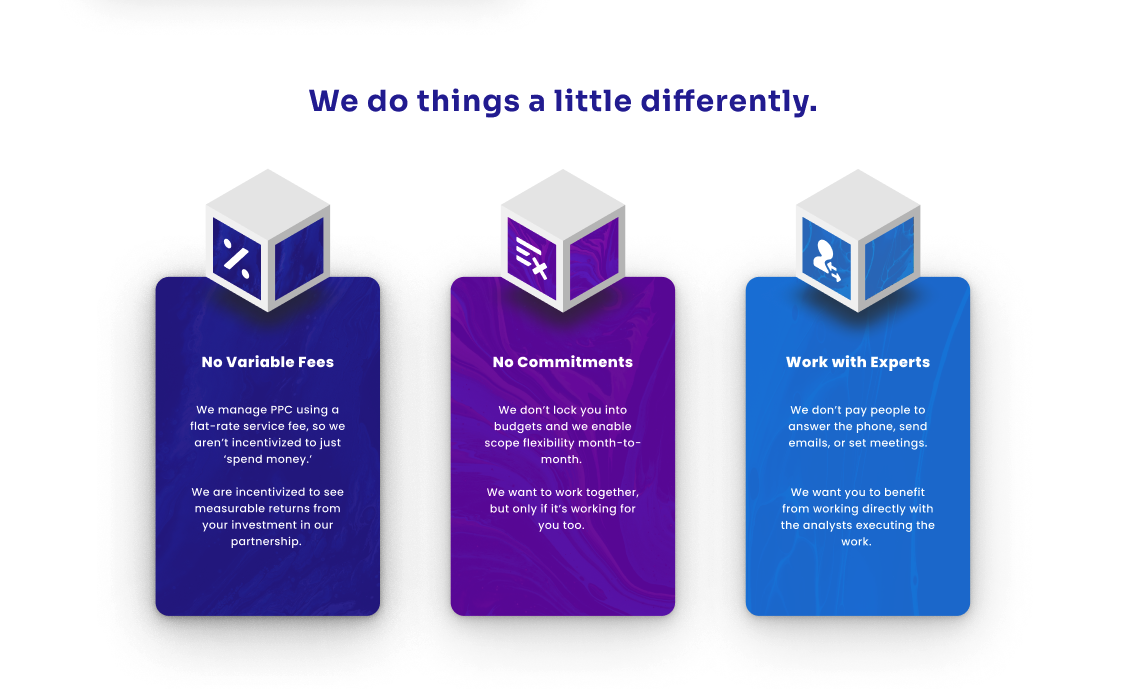 We do things a little differently.
No Variable Fees
We manage PPC using a
flat-rate service fee, so we
aren’t incentivized to just
‘spend money.’
We are incentivized to see
measurable returns from
your investment in our
partnership.
No Commitments
We don’t lock you into
budgets and we enable
scope flexibility month-to-
month.
We want to work together,
but only if it’s working for
you too.
Work with Experts
We don’t pay people to
answer the phone, send
emails, or set meetings.
We want you to benefit
from working directly with
the analysts executing the
work.